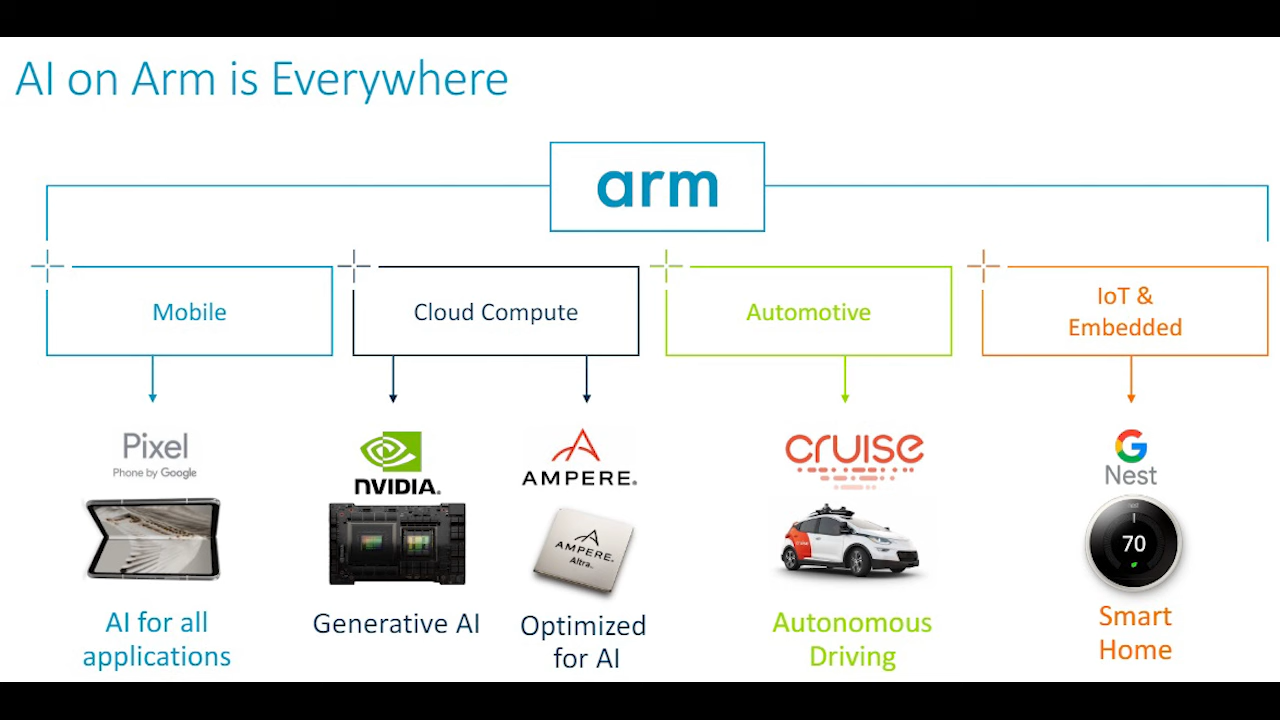 AI on Arm is Everywhere
arm
Mobile
Cloud Compute
Automotive
IoT &
Embedded
Pixel
Phone by Google
NVIDIA.
AMPERE.
cruise
G
Nest
AMPERE.
Altra
70
AI for all
applications
Generative AI
Optimized
for AI
Autonomous
Driving
Smart
Home